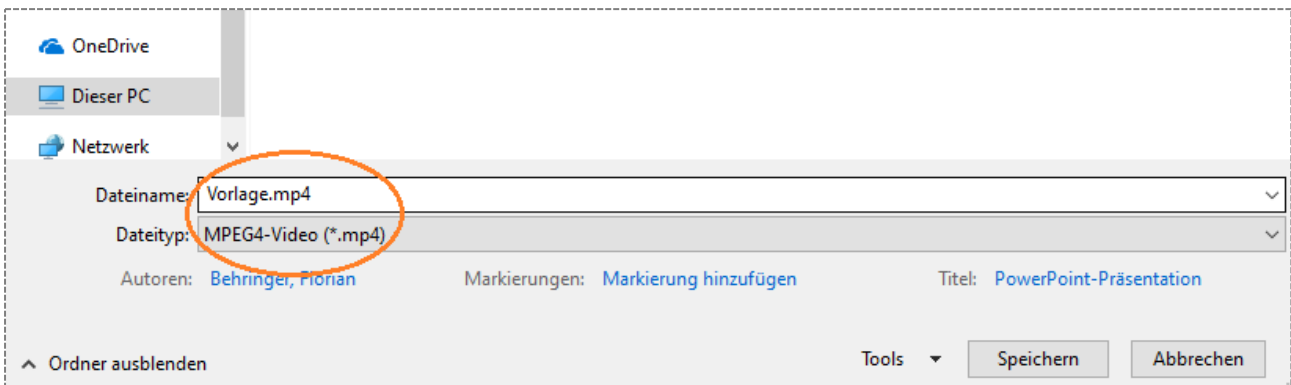 OneDrive
Dieser PC
Netzwerk
Dateiname: Vorlage.mp4
Dateityp: MPEG4-Video (*.mp4)
Autoren: Behringer, Florian Markierungen: Markierung hinzufügen Titel: PowerPoint-Präsentation
Ordner ausblenden Tools Speichern Abbrechen